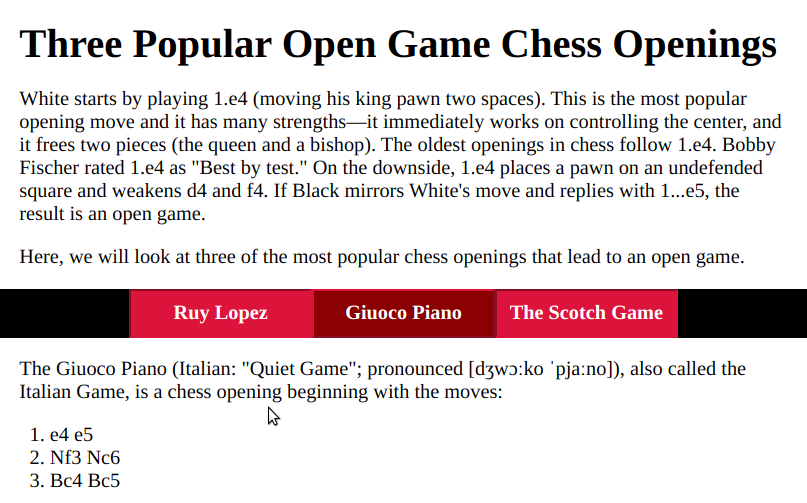 Three Popular Open Game Chess Openings
White starts by playing 1.e4 (moving his king pawn two spaces). This is the most popular
opening move and it has many strengths—it immediately works on controlling the center, and
it frees two pieces (the queen and a bishop). The oldest openings in chess follow 1.e4. Bobby
Fischer rated 1.e4 as "Best by test." On the downside, 1.e4 places a pawn on an undefended
square and weakens d4 and f4. If Black mirrors White's move and replies with 1...e5, the
result is an open game.
Here, we will look at three of the most popular chess openings that lead to an open game.
Ruy Lopez Giuoco Piano The Scotch Game
The Giuoco Piano (Italian: "Quiet Game"; pronounced [dʒwɔːko ˈpjaːno]), also called the
Italian Game, is a chess opening beginning with the moves:
1. e4 e5
2. Nf3 Nc6
3. Bc4 Bc5